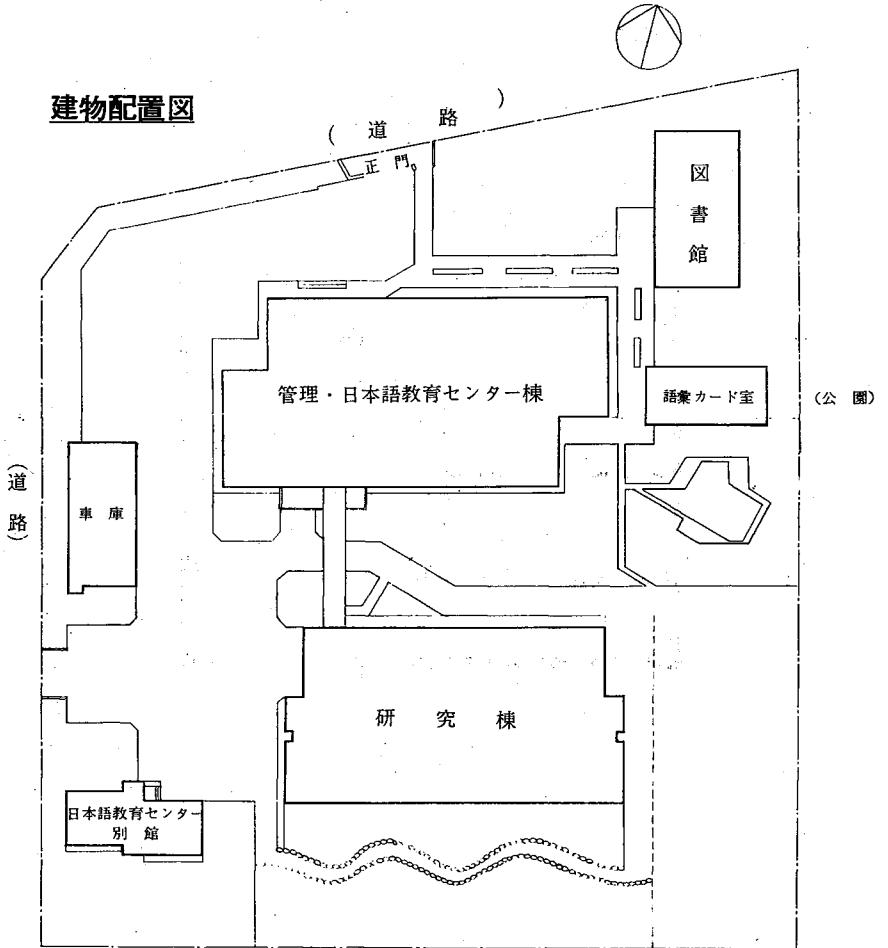 建物配置図
(道路)
正門
図書館
管理・日本語教育センター棟
語彙カード室
(公園)
(道路)
車庫
研究棟
日本語教育センター
別館